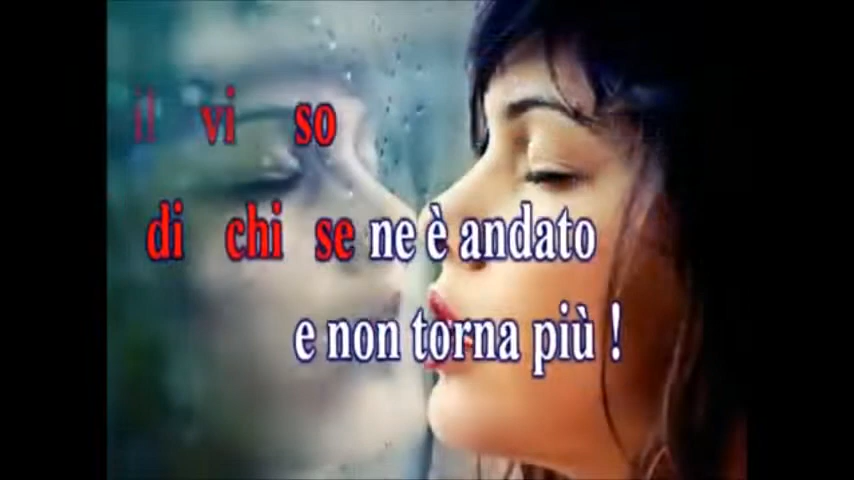 il vi so
di chi se ne è andato
e non torna più !